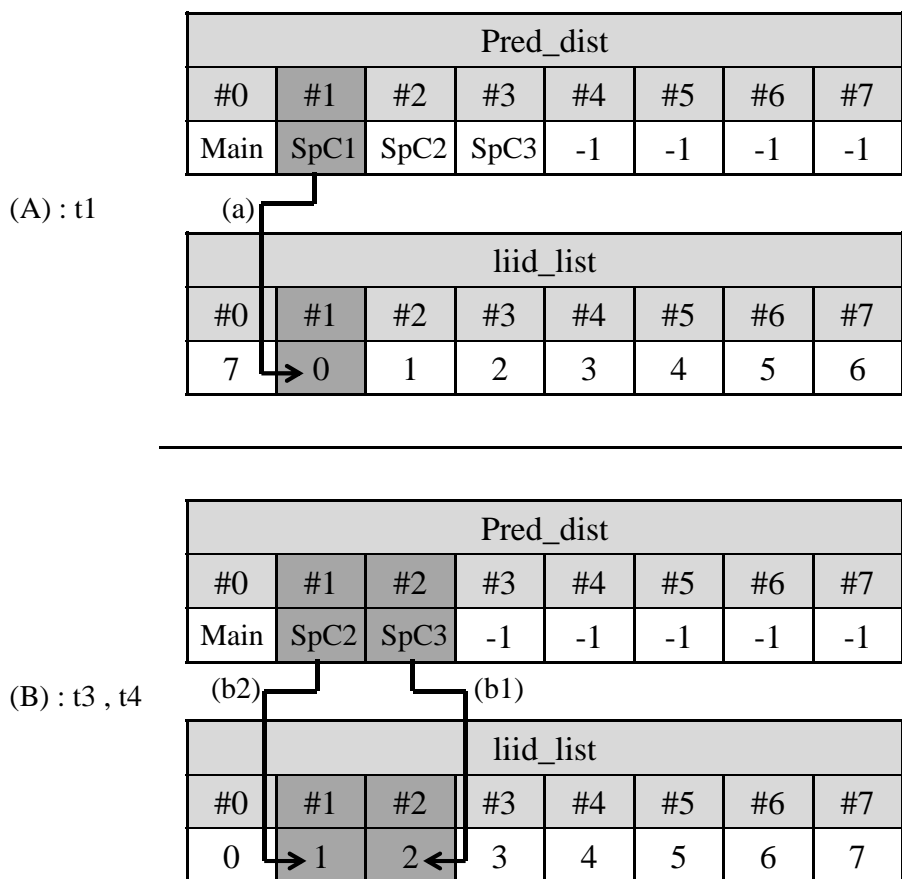 Pred_dist
#0 #1 #2 #3 #4 #5 #6 #7
Main SpC1 SpC2 SpC3 -1 -1 -1 -1
(A) : t1 (a)
liid_list
#0 #1 #2 #3 #4 #5 #6 #7
7 0 1 2 3 4 5 6
Pred_dist
#0 #1 #2 #3 #4 #5 #6 #7
Main SpC2 SpC3 -1 -1 -1 -1 -1
(B) : t3 , t4 (b2) (b1)
liid_list
#0 #1 #2 #3 #4 #5 #6 #7
0 1 2 3 4 5 6 7